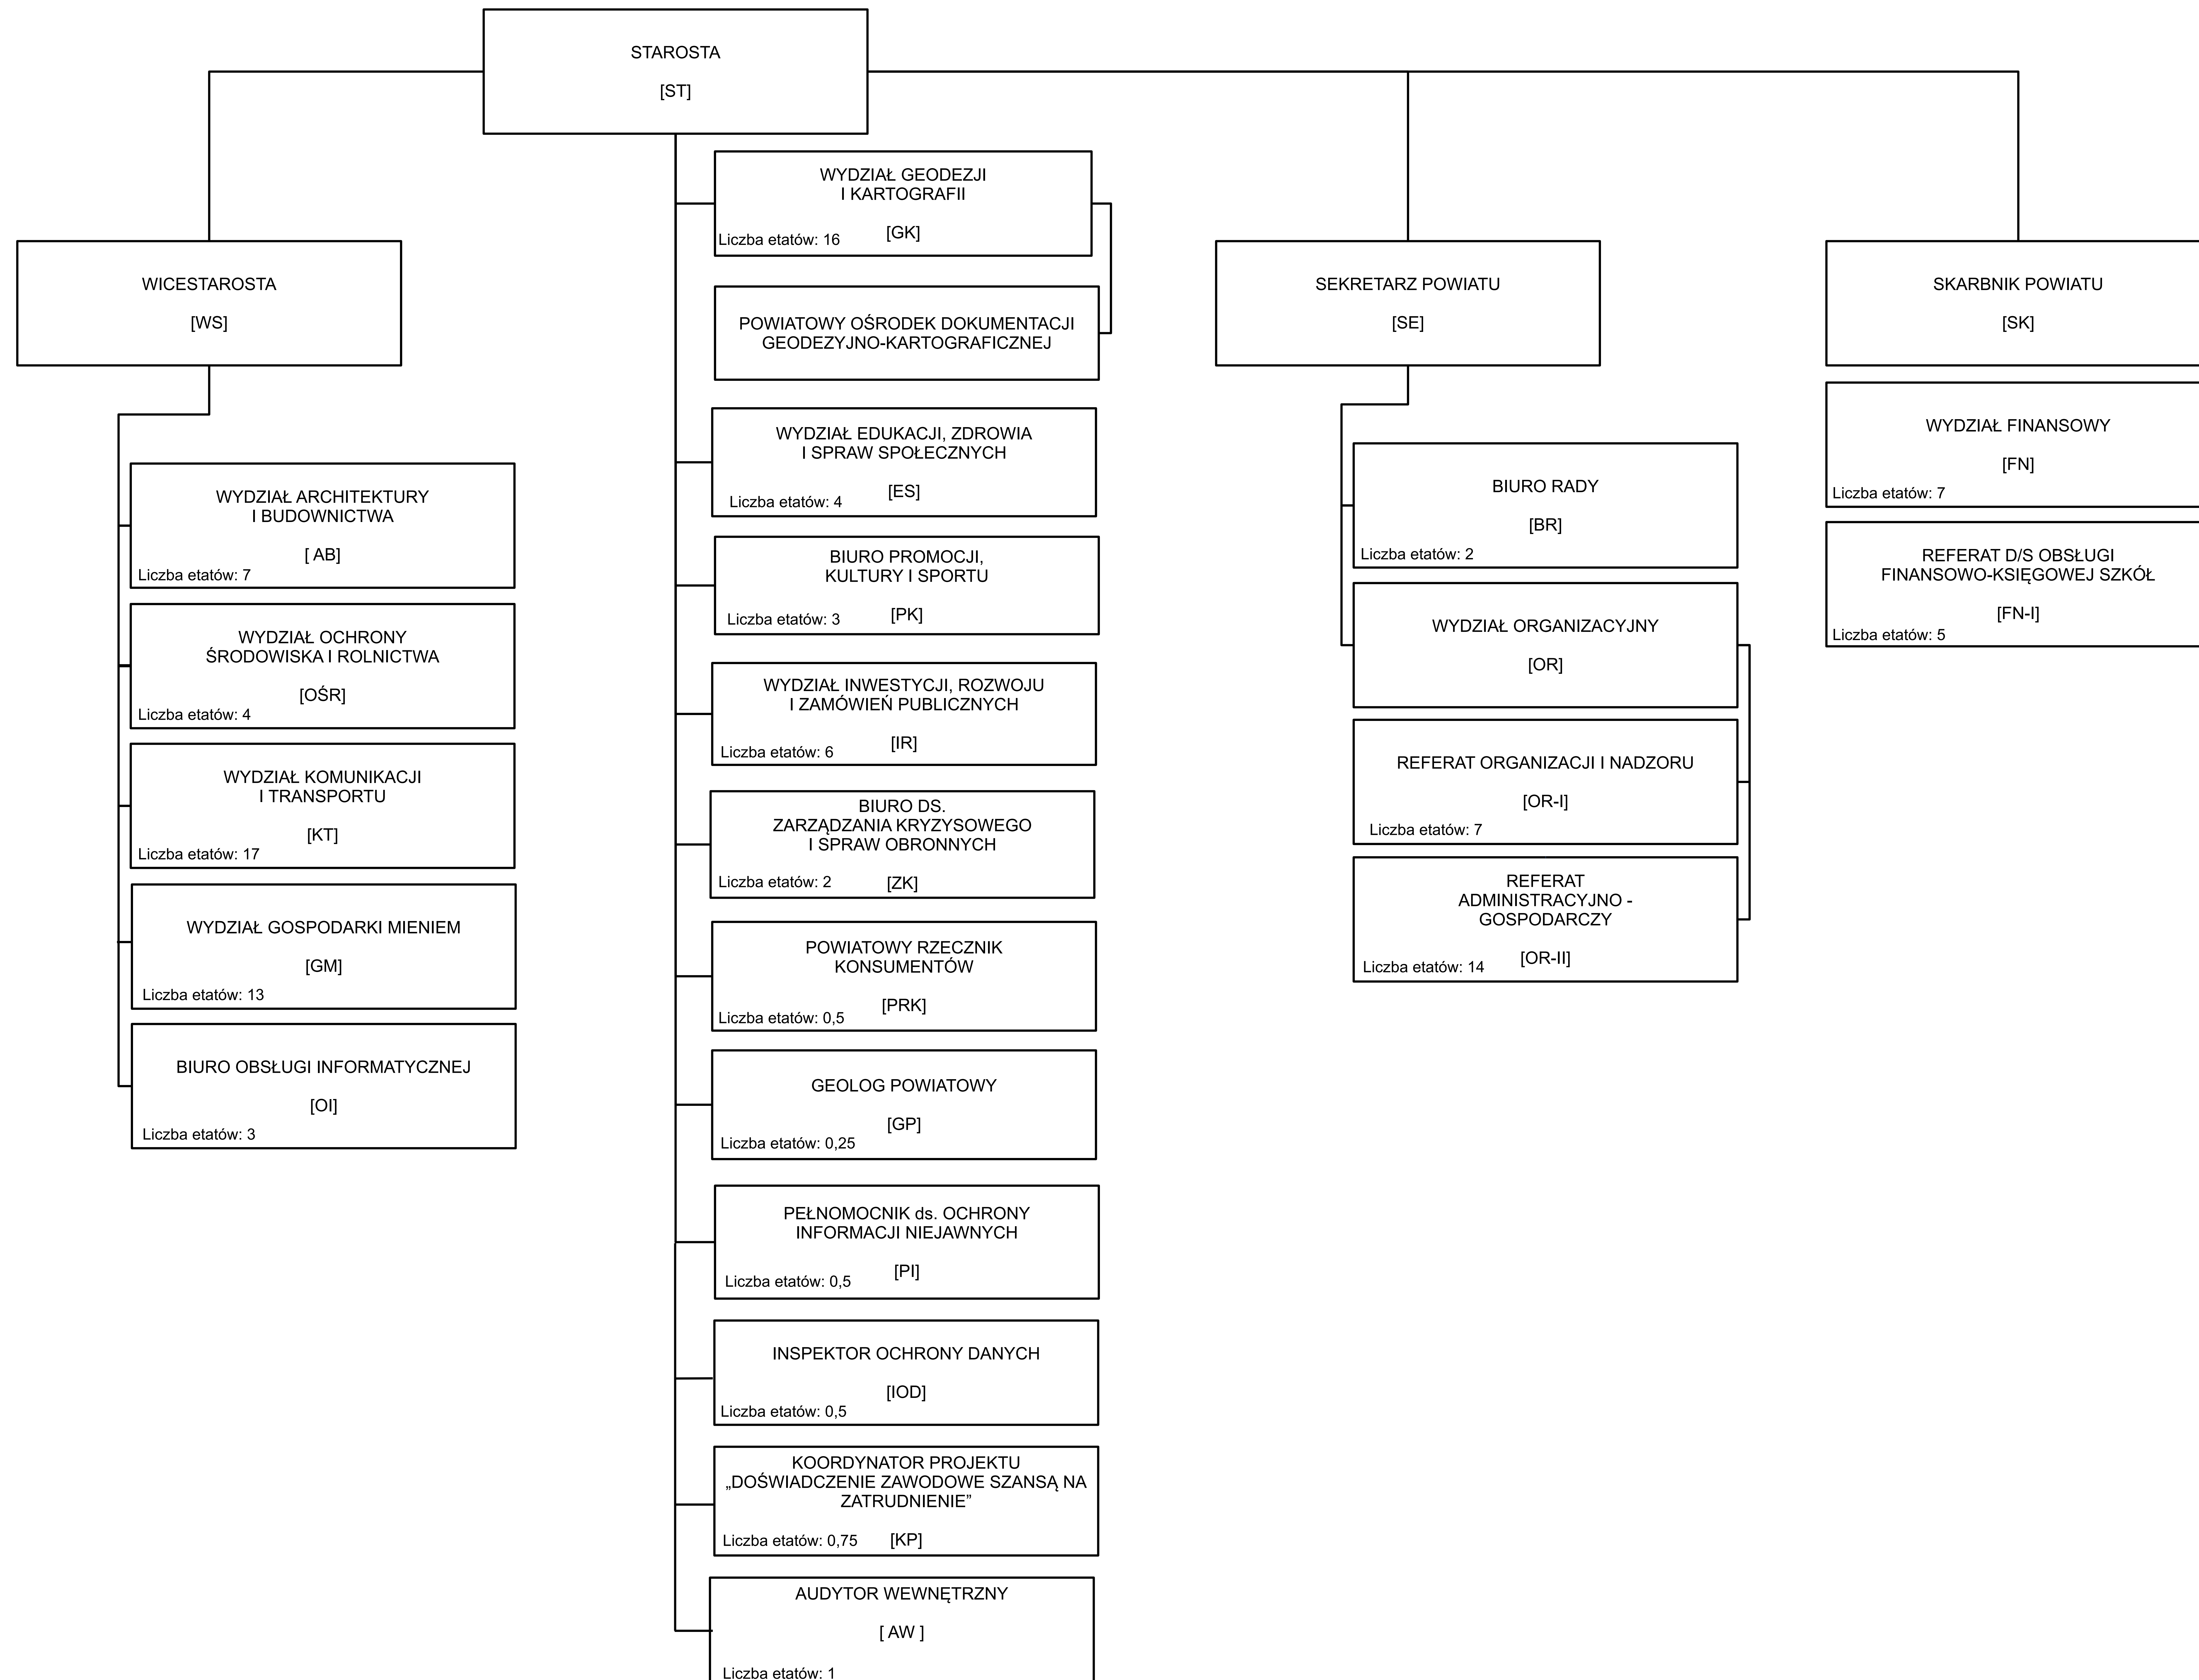 STAROSTA
[ST]
WICESTAROSTA
[WS]
WYDZIAŁ ARCHITEKTURY
I BUDOWNICTWA
[ AB]
Liczba etatów: 7
WYDZIAŁ OCHRONY
ŚRODOWISKA I ROLNICTWA
[OŚR]
Liczba etatów: 4
WYDZIAŁ KOMUNIKACJI
I TRANSPORTU
[KT]
Liczba etatów: 17
WYDZIAŁ GOSPODARKI MIENIEM
[GM]
Liczba etatów: 13
BIURO OBSŁUGI INFORMATYCZNEJ
[OI]
Liczba etatów: 3
WYDZIAŁ GEODEZJI
I KARTOGRAFII
[GK]
Liczba etatów: 16
POWIATOWY OŚRODEK DOKUMENTACJI
GEODEZYJNO-KARTOGRAFICZNEJ
WYDZIAŁ EDUKACJI, ZDROWIA
I SPRAW SPOŁECZNYCH
[ES]
Liczba etatów: 4
BIURO PROMOCJI,
KULTURY I SPORTU
[PK]
Liczba etatów: 3
WYDZIAŁ INWESTYCJI, ROZWOJU
I ZAMÓWIEŃ PUBLICZNYCH
[IR]
Liczba etatów: 6
BIURO DS.
ZARZĄDZANIA KRYZYSOWEGO
I SPRAW OBRONNYCH
Liczba etatów: 2 [ZK]
POWIATOWY RZECZNIK
KONSUMENTÓW
[PRK]
Liczba etatów: 0,5
GEOLOG POWIATOWY
[GP]
Liczba etatów: 0,25
PEŁNOMOCNIK ds. OCHRONY
INFORMACJI NIEJAWNYCH
[PI]
Liczba etatów: 0,5
INSPEKTOR OCHRONY DANYCH
[IOD]
Liczba etatów: 0,5
KOORDYNATOR PROJEKTU
„DOŚWIADCZENIE ZAWODOWE SZANSĄ NA
ZATRUDNIENIE”
Liczba etatów: 0,75 [KP]
AUDYTOR WEWNĘTRZNY
[ AW ]
Liczba etatów: 1
SEKRETARZ POWIATU
[SE]
BIURO RADY
[BR]
Liczba etatów: 2
WYDZIAŁ ORGANIZACYJNY
[OR]
REFERAT ORGANIZACJI I NADZORU
[OR-I]
Liczba etatów: 7
REFERAT
ADMINISTRACYJNO -
GOSPODARCZY
[OR-II]
Liczba etatów: 14
SKARBNIK POWIATU
[SK]
WYDZIAŁ FINANSOWY
[FN]
Liczba etatów: 7
REFERAT D/S OBSŁUGI
FINANSOWO-KSIĘGOWEJ SZKÓŁ
[FN-I]
Liczba etatów: 5